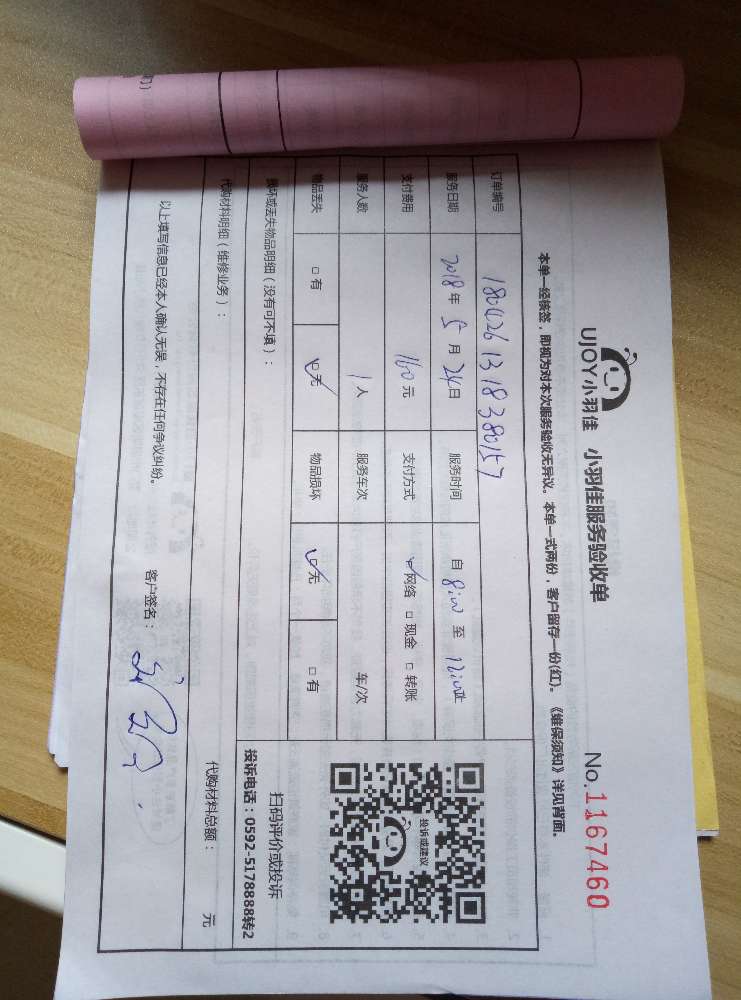 UJOY小羽佳 小羽佳服务验收单 No.1167460
本单一经核签，即视为对本次服务验收无异议。本单一式两份，客户留存一份(红)。《维保须知》详见背面。
订单编号 1804261318380157
服务日期 2018年 5月 24日 服务时间 自 8:00 至 12:00止
支付费用 160元 支付方式 网络 □ 现金 □ 转账
服务人数 1人 服务车次 车/次
物品丢失 □ 有 □ 无 物品损坏 □ 无 □ 有
投诉或建议
扫码评价或投诉
投诉电话：0592-5178888转2
损坏或丢失物品明细（没有可不填）：
代购材料明细（维修业务）：
代购材料总额： 元
以上填写信息已经本人确认无误，不存在任何争议纠纷。 客户签名：